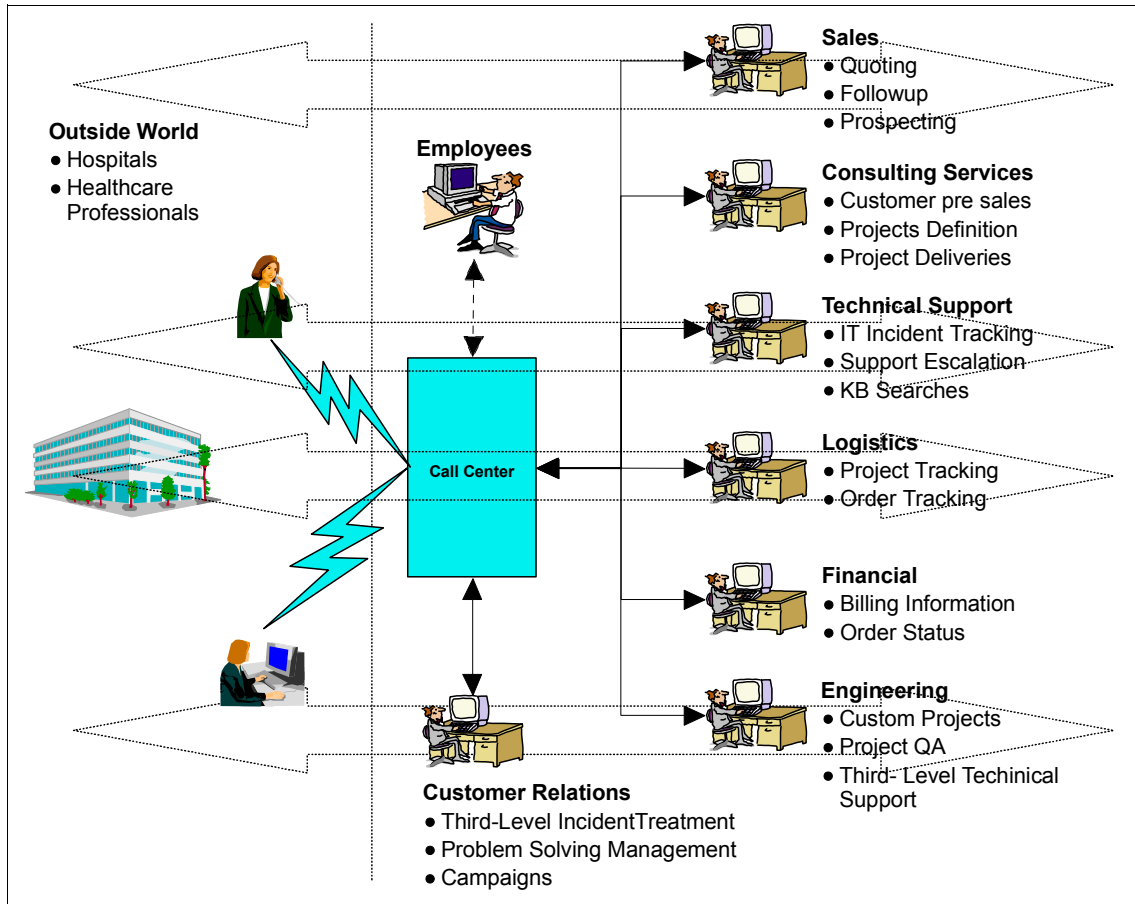 Outside World
● Hospitals
● Healthcare
Professionals
Employees
Call Center
Customer Relations
● Third-Level IncidentTreatment
● Problem Solving Management
● Campaigns
Sales
● Quoting
● Followup
● Prospecting
Consulting Services
● Customer pre sales
● Projects Definition
● Project Deliveries
Technical Support
● IT Incident Tracking
● Support Escalation
● KB Searches
Logistics
● Project Tracking
● Order Tracking
Financial
● Billing Information
● Order Status
Engineering
● Custom Projects
● Project QA
● Third- Level Techinical
Support